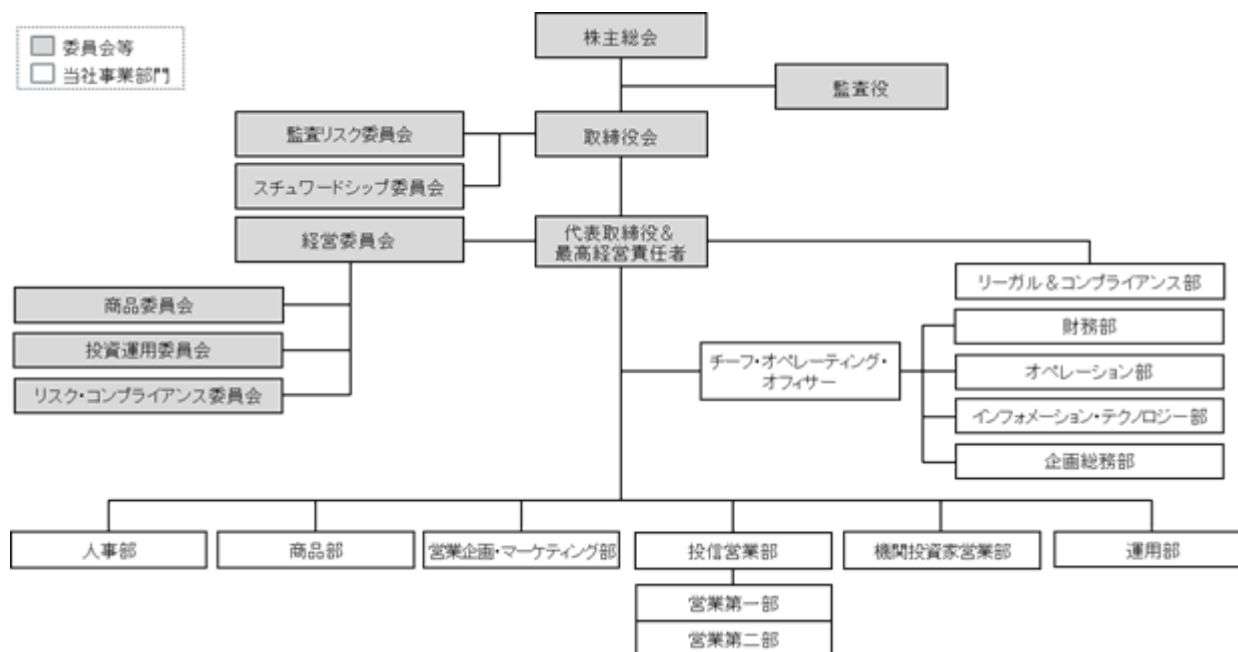 委員会等
当社事業部門
株主総会
監査役
監査リスク委員会
取締役会
スチュワードシップ委員会
経営委員会
代表取締役&
最高経営責任者
リーガル&コンプライアンス部
商品委員会
財務部
投資運用委員会
チーフ・オペレーティング・
オフィサー
オペレーション部
リスク・コンプライアンス委員会
インフォメーション・テクノロジー部
企画総務部
人事部
商品部
営業企画・マーケティング部
投信営業部
機関投資家営業部
運用部
営業第一部
営業第二部